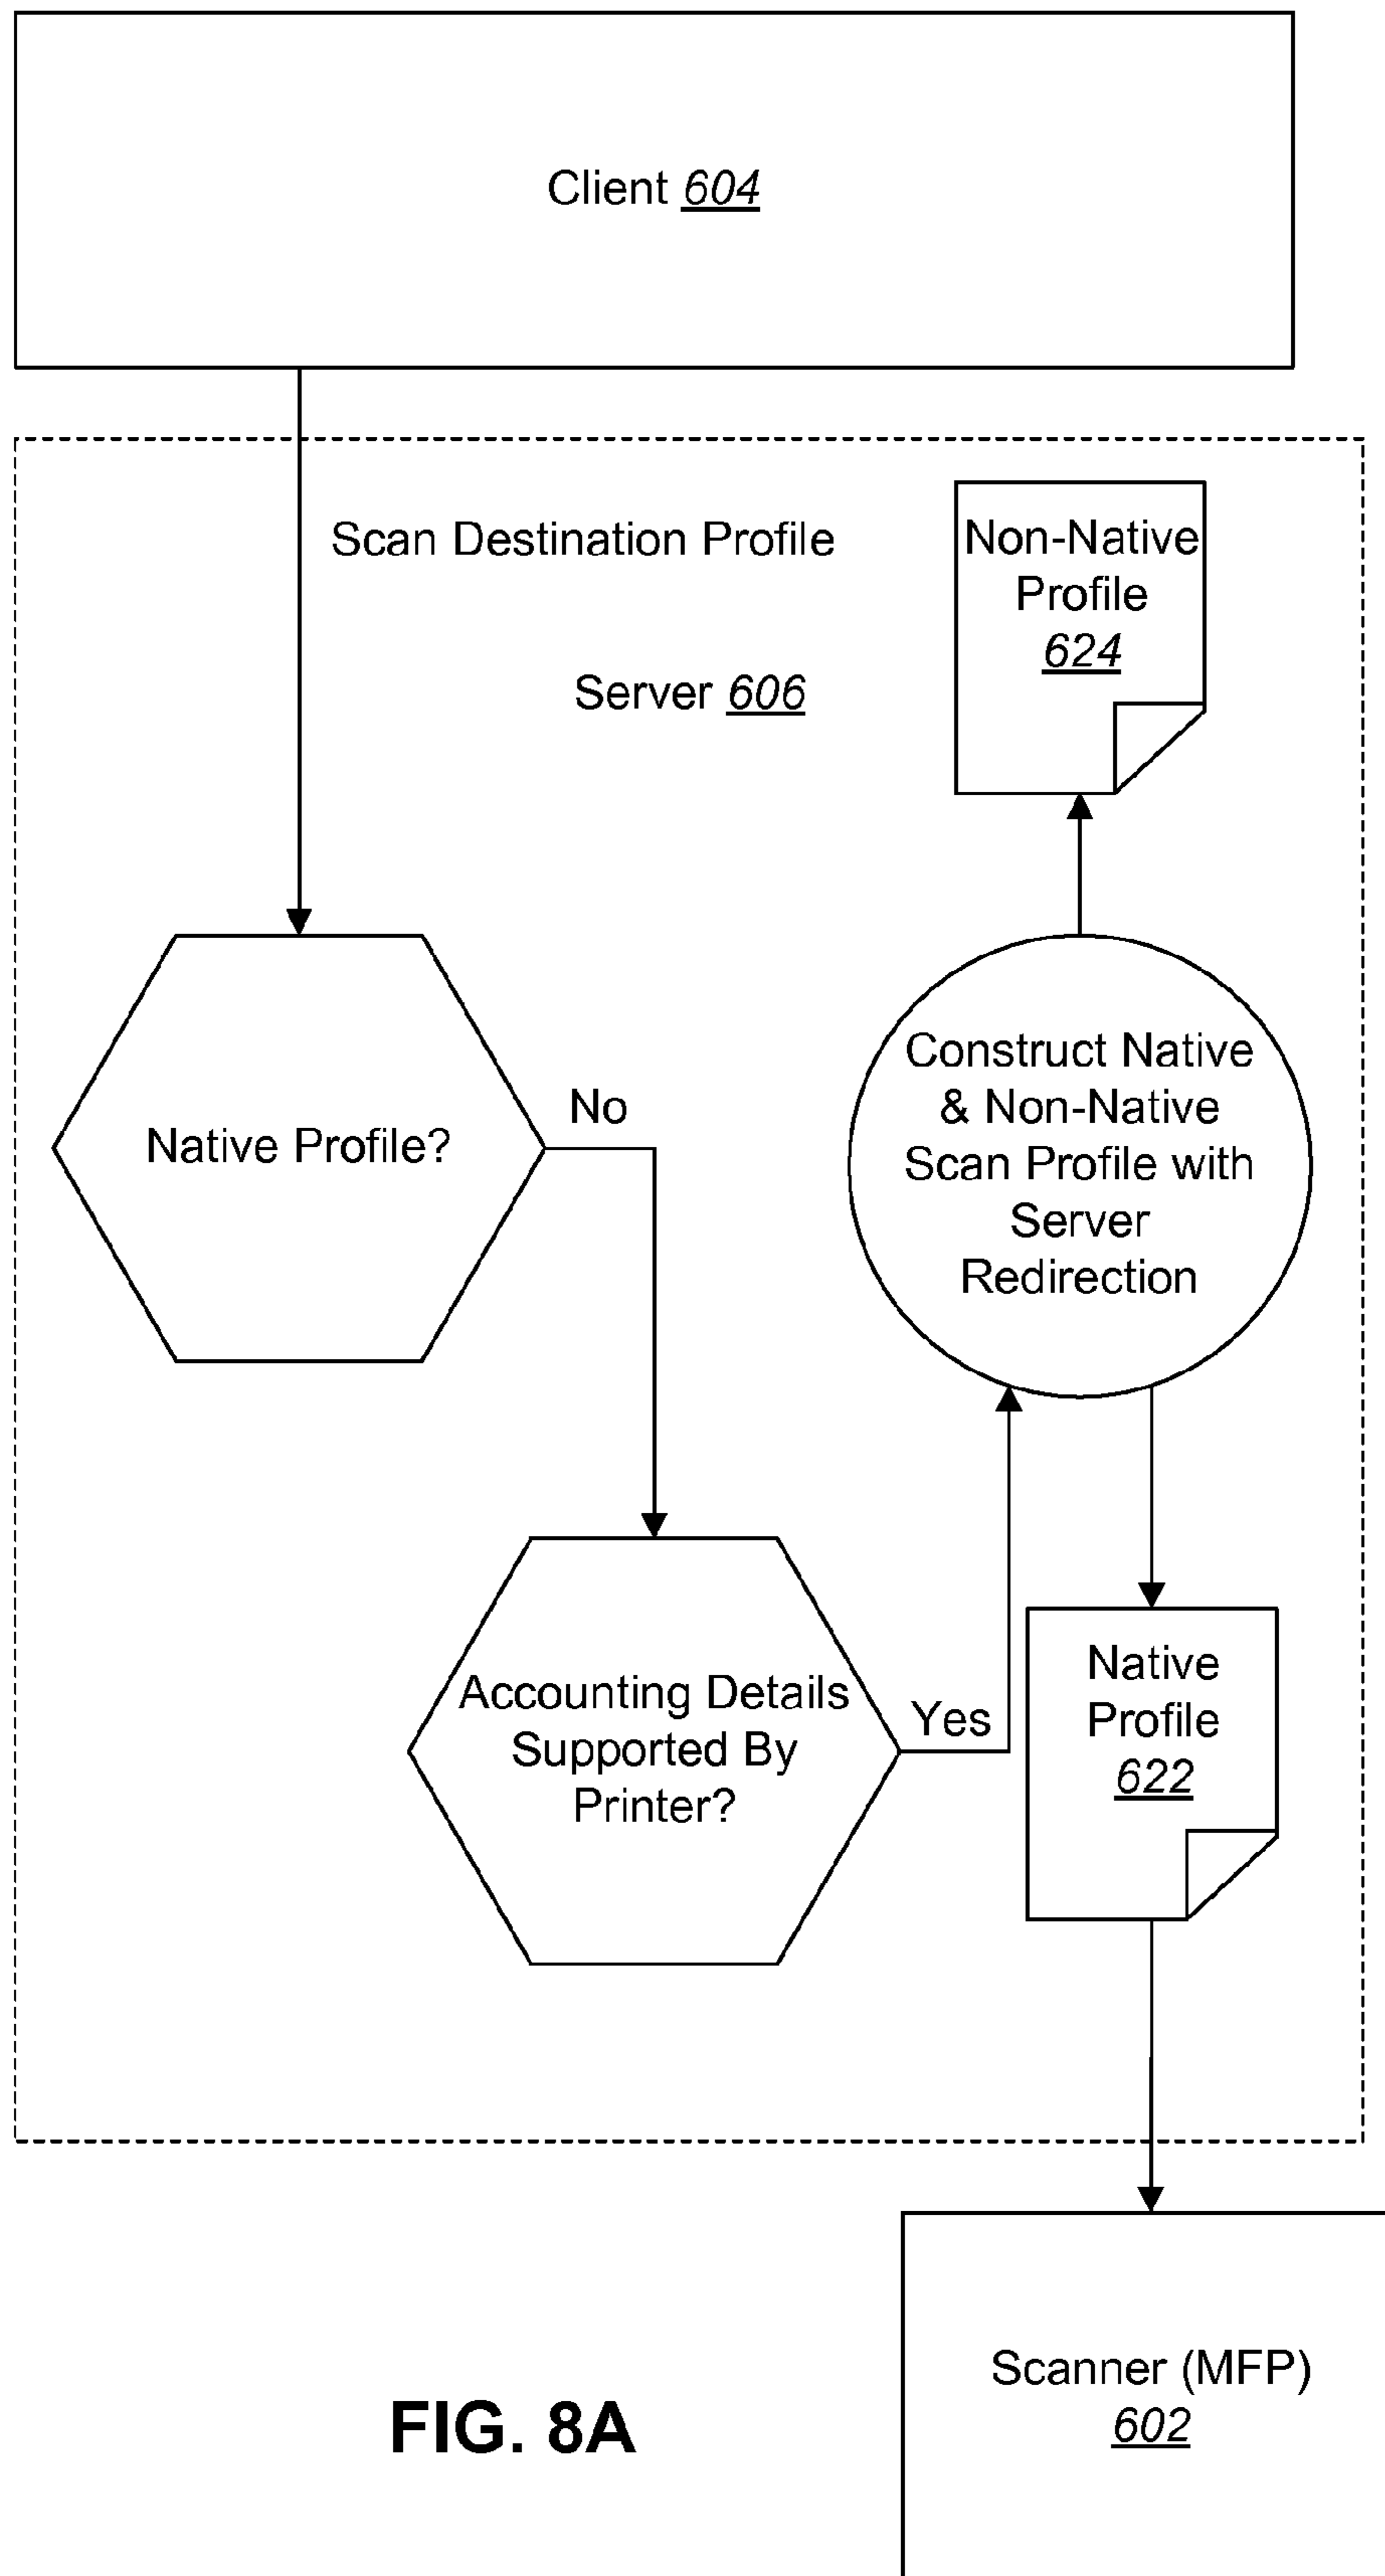 Client 604
Scan Destination Profile
Server 606
Non-Native
Profile
624
Native Profile?
No
Construct Native
& Non-Native
Scan Profile with
Server
Redirection
Accounting Details
Supported By
Printer?
Yes
Native
Profile
622
Scanner (MFP)
602
FIG. 8A